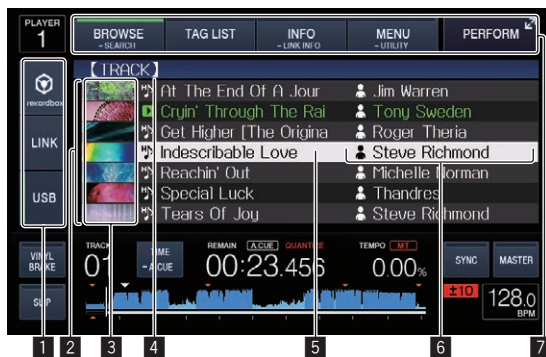 PLAYER
1
BROWSE
- SEARCH
TAG LIST
INFO
- LINK INFO
MENU
- UTILITY
PERFORM
rekordbox
LINK
USB
【TRACK】
At The End Of A Jour Jim Warren
Cryin' Through The Rai Tony Sweden
Get Higher [The Origina Roger Theria
Indescribable Love Steve Richmond
Reachin' Out Michelle Norman
Special Luck Thandres
Tears Of Joy Steve Richmond
VINYL
BRAKE
SLIP
TRACK
01
TIME
- A.CUE
REMAIN A.CUE QUANTIZE
00:23.456
TEMPO MT
0.00%
SYNC
MASTER
±10
128.0
BPM
1 2 3 4 5 6 7